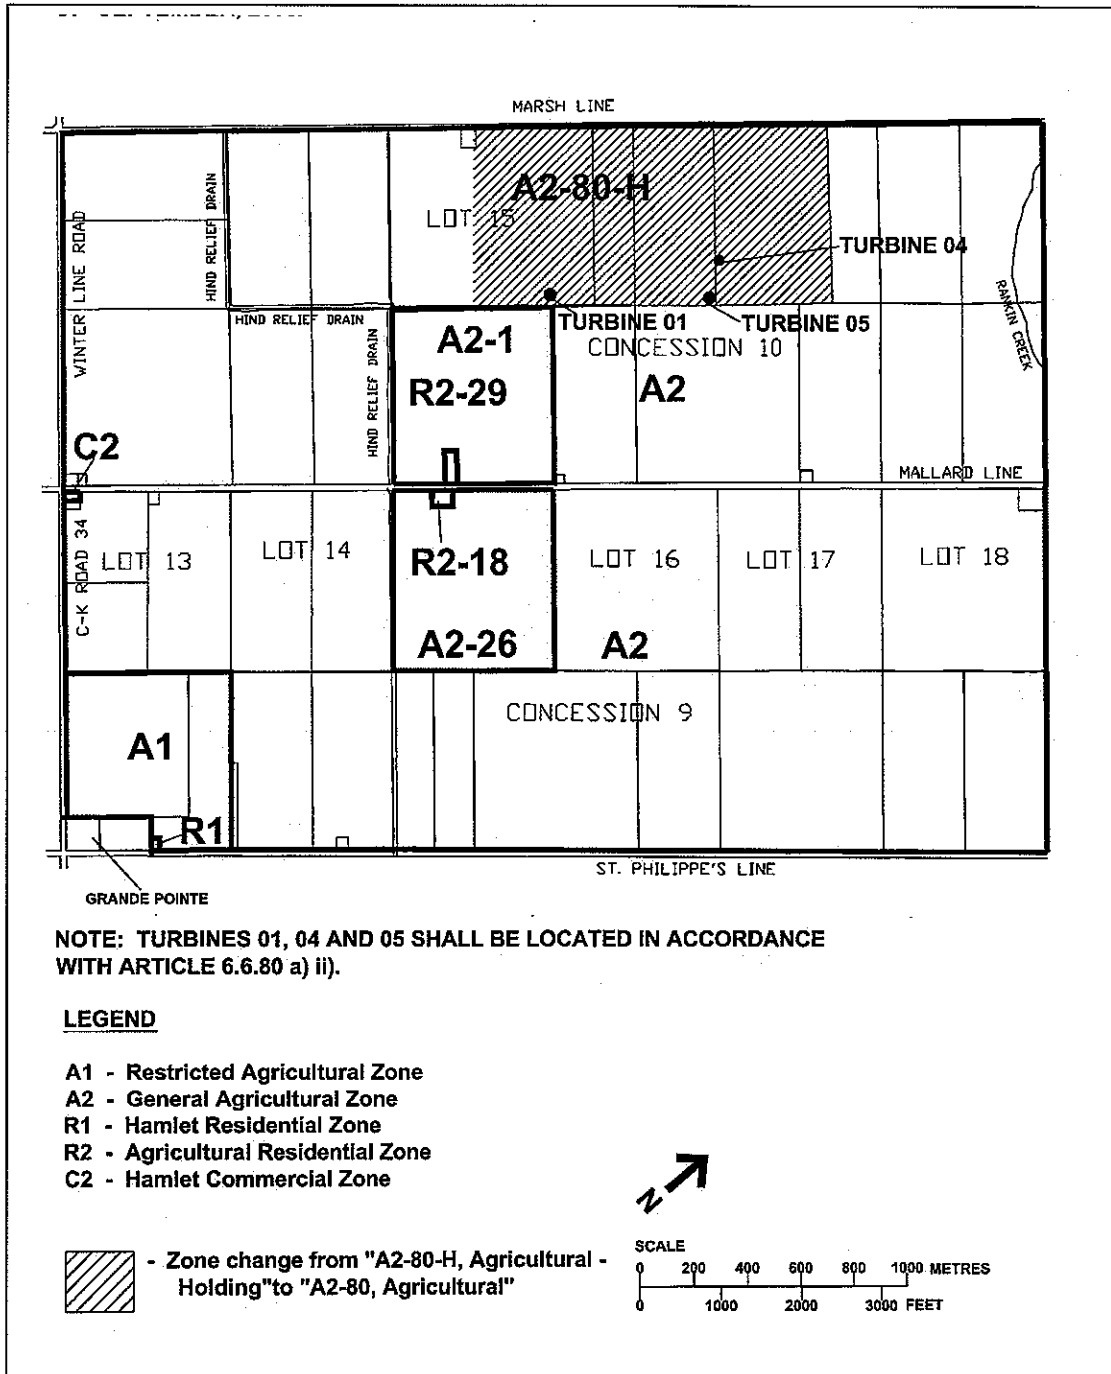 MARSH LINE
A2-80-H
LOT 15
TURBINE 04
HIND RELIEF DRAIN
WINTER LINE ROAD
RANKIN CREEK
HIND RELIEF DRAIN
TURBINE 01
TURBINE 05
A2-1
CONCESSION 10
HIND RELIEF DRAIN
R2-29
A2
C2
MALLARD LINE
C-K ROAD 34
LOT 13
LOT 14
R2-18
LOT 16
LOT 17
LOT 18
A2-26
A2
CONCESSION 9
A1
R1
ST. PHILIPPE'S LINE
GRANDE POINTE
NOTE: TURBINES 01, 04 AND 05 SHALL BE LOCATED IN ACCORDANCE
WITH ARTICLE 6.6.80 a) ii).
LEGEND
A1 - Restricted Agricultural Zone
A2 - General Agricultural Zone
R1 - Hamlet Residential Zone
R2 - Agricultural Residential Zone
C2 - Hamlet Commercial Zone
N
- Zone change from "A2-80-H, Agricultural -
Holding"to "A2-80, Agricultural"
SCALE
0 200 400 600 800 1000 METRES
0 1000 2000 3000 FEET